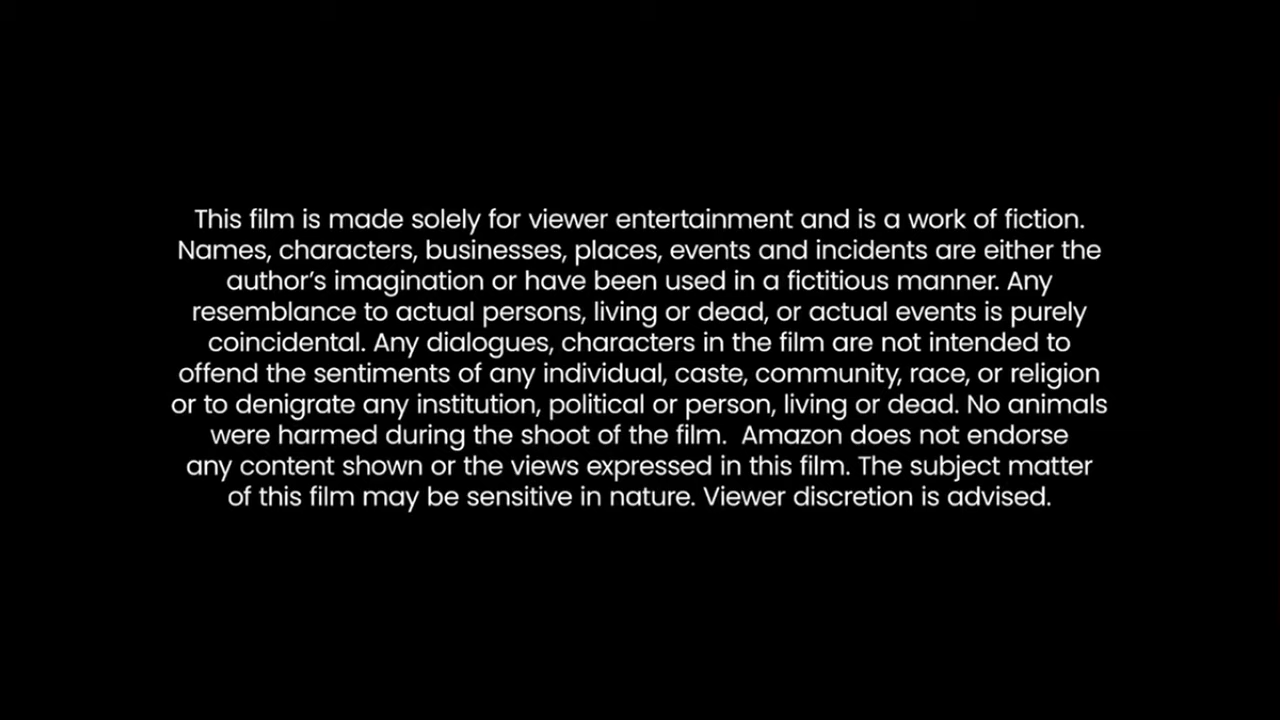 This film is made solely for viewer entertainment and is a work of fiction.
Names, characters, businesses, places, events and incidents are either the
author's imagination or have been used in a fictitious manner. Any
resemblance to actual persons, living or dead, or actual events is purely
coincidental. Any dialogues, characters in the film are not intended to
offend the sentiments of any individual, caste, community, race, or religion
or to denigrate any institution, political or person, living or dead. No animals
were harmed during the shoot of the film.  Amazon does not endorse
any content shown or the views expressed in this film. The subject matter
of this film may be sensitive in nature. Viewer discretion is advised.